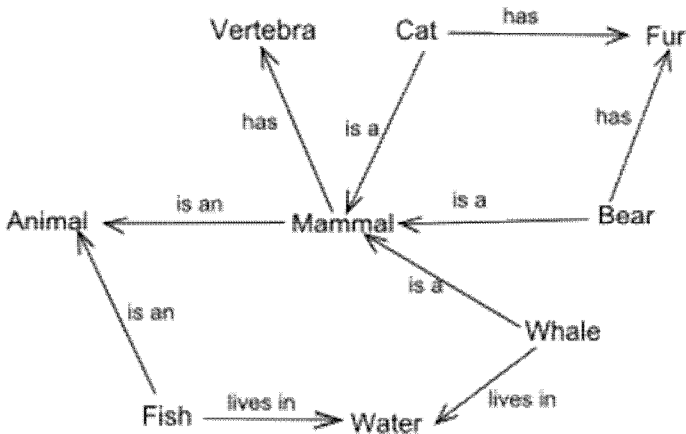 Vertebra
Cat
has
Fur
has
is a
has
Animal
is an
Mammal
is a
Bear
is an
is a
Whale
Fish
lives in
Water
lives in